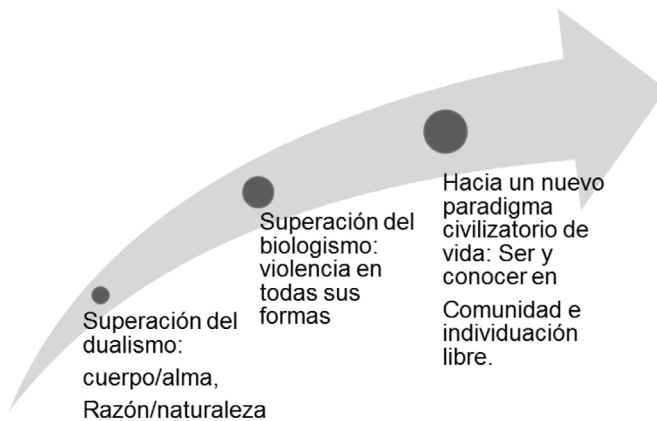 Superación del
dualismo:
cuerpo/alma,
Razón/naturaleza
Superación del
biologismo:
violencia en
todas sus
formas
Hacia un nuevo
paradigma
civilizatorio de
vida: Ser y
conocer en
Comunidad e
individuación
libre.